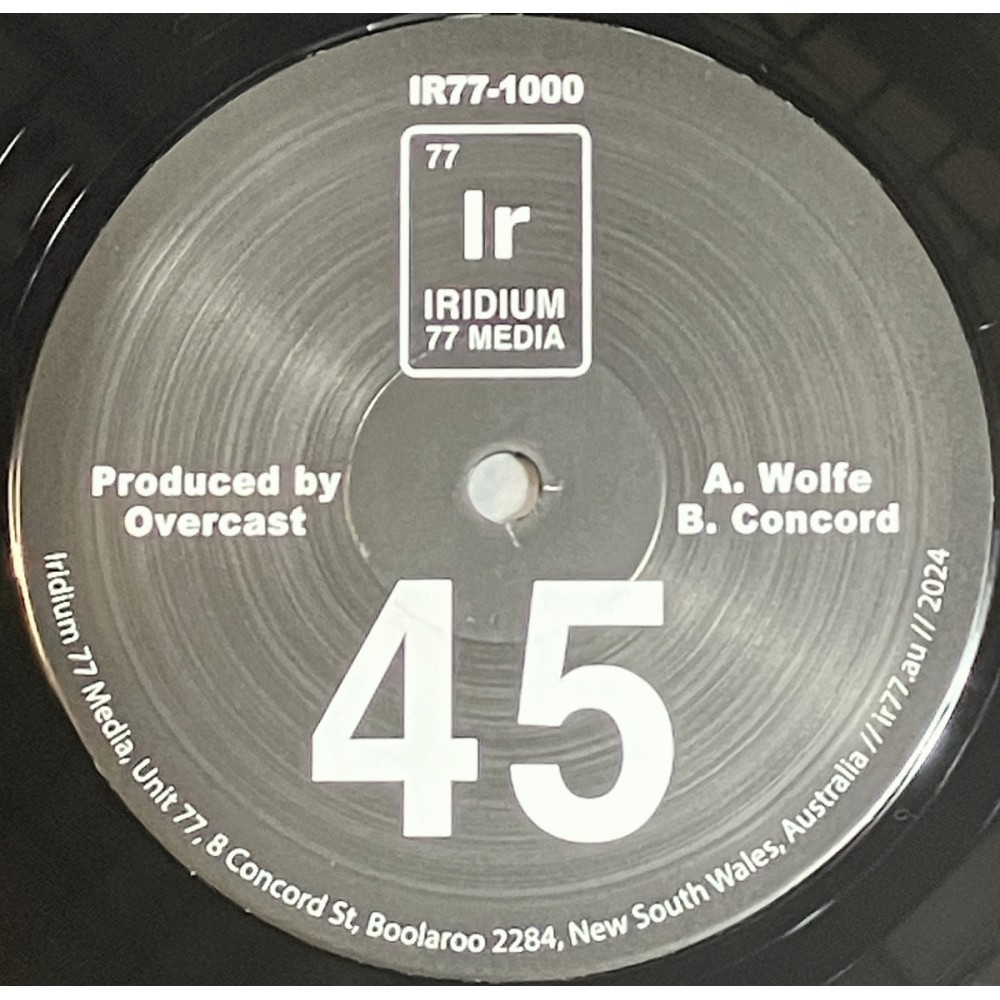 IR77-1000
77
Ir
IRIDIUM
77 MEDIA
Produced by
Overcast
A. Wolfe
B. Concord
45
Iridium 77 Media, Unit 77, 8 Concord St, Boolaroo 2284, New South Wales, Australia // ir77.au // 2024